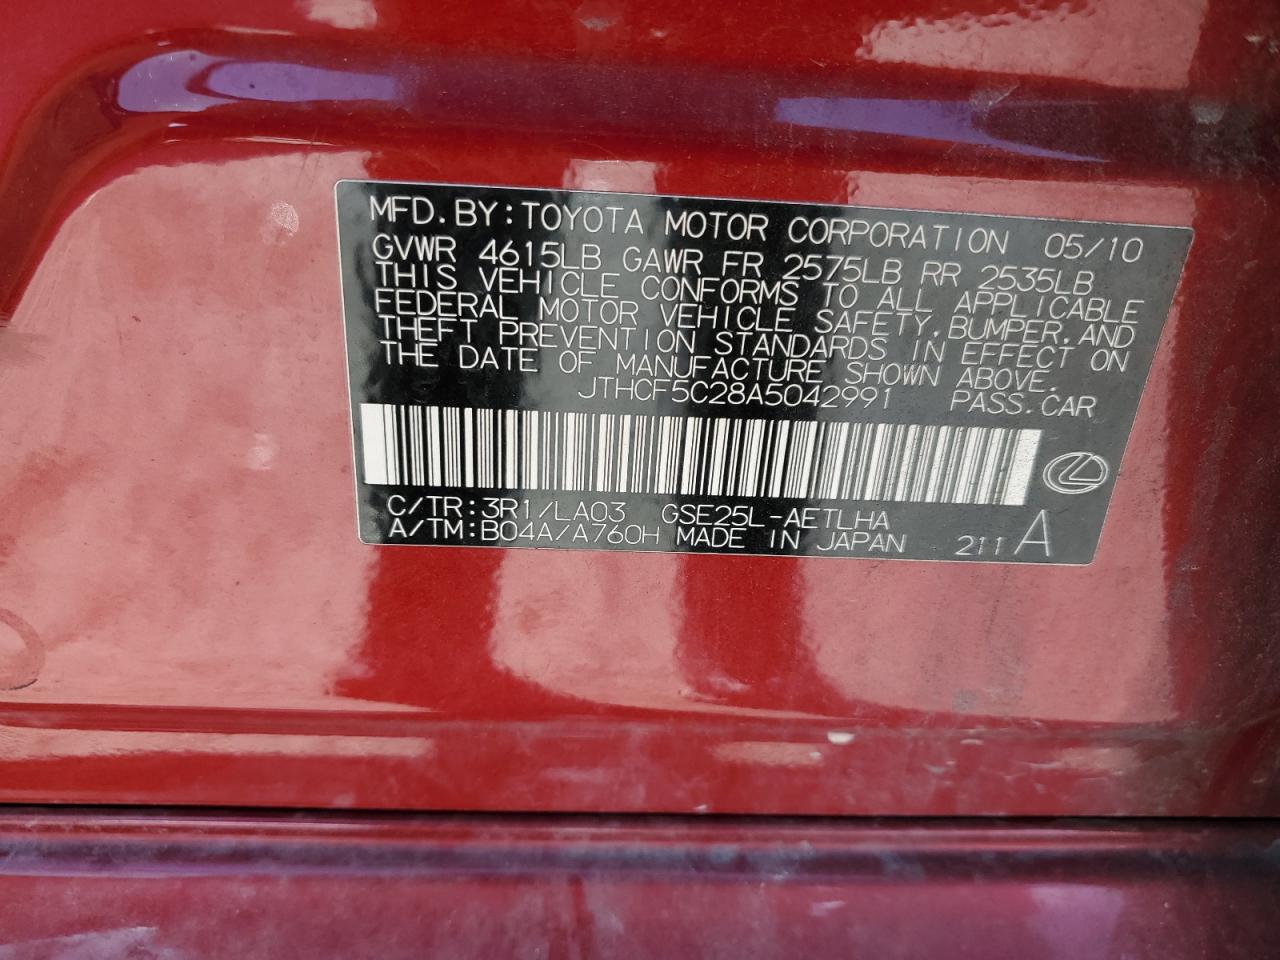 MFD. BY: TOYOTA MOTOR CORPORATION 05/10
GVWR 4615LB GAWR FR 2575LB RR 2535LB
THIS VEHICLE CONFORMS TO ALL APPLICABLE
FEDERAL MOTOR VEHICLE SAFETY, BUMPER, AND
THEFT PREVENTION STANDARDS IN EFFECT ON
THE DATE OF MANUFACTURE SHOWN ABOVE.
JTHCF5C28A5042991 PASS. CAR
C/TR: 3R1/LA03 GSE25L-AETLHA
A/TM: B04A/A760H MADE IN JAPAN 211 A